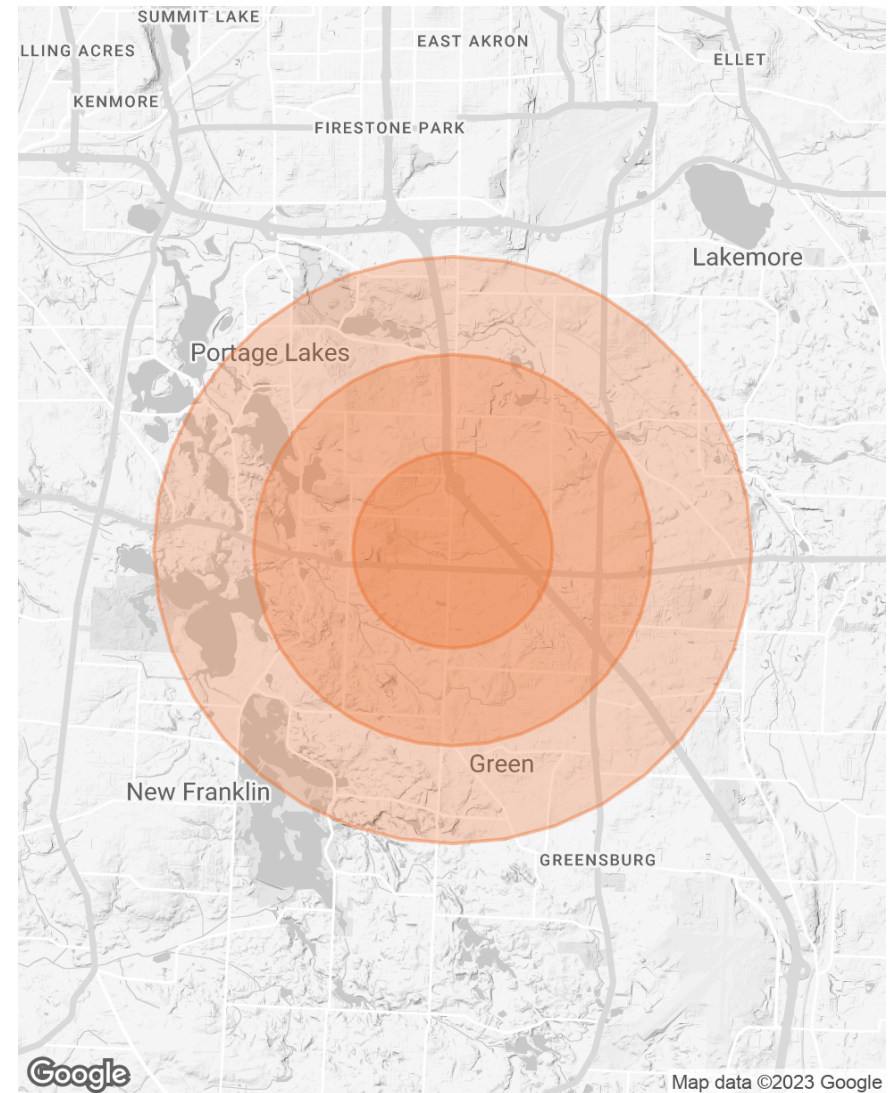 SUMMIT LAKE
EAST AKRON
LLING ACRES
ELLET
KENMORE
FIRESTONE PARK
Lakemore
Portage Lakes
Green
New Franklin
GREENSBURG
Google
Map data ©2023 Google